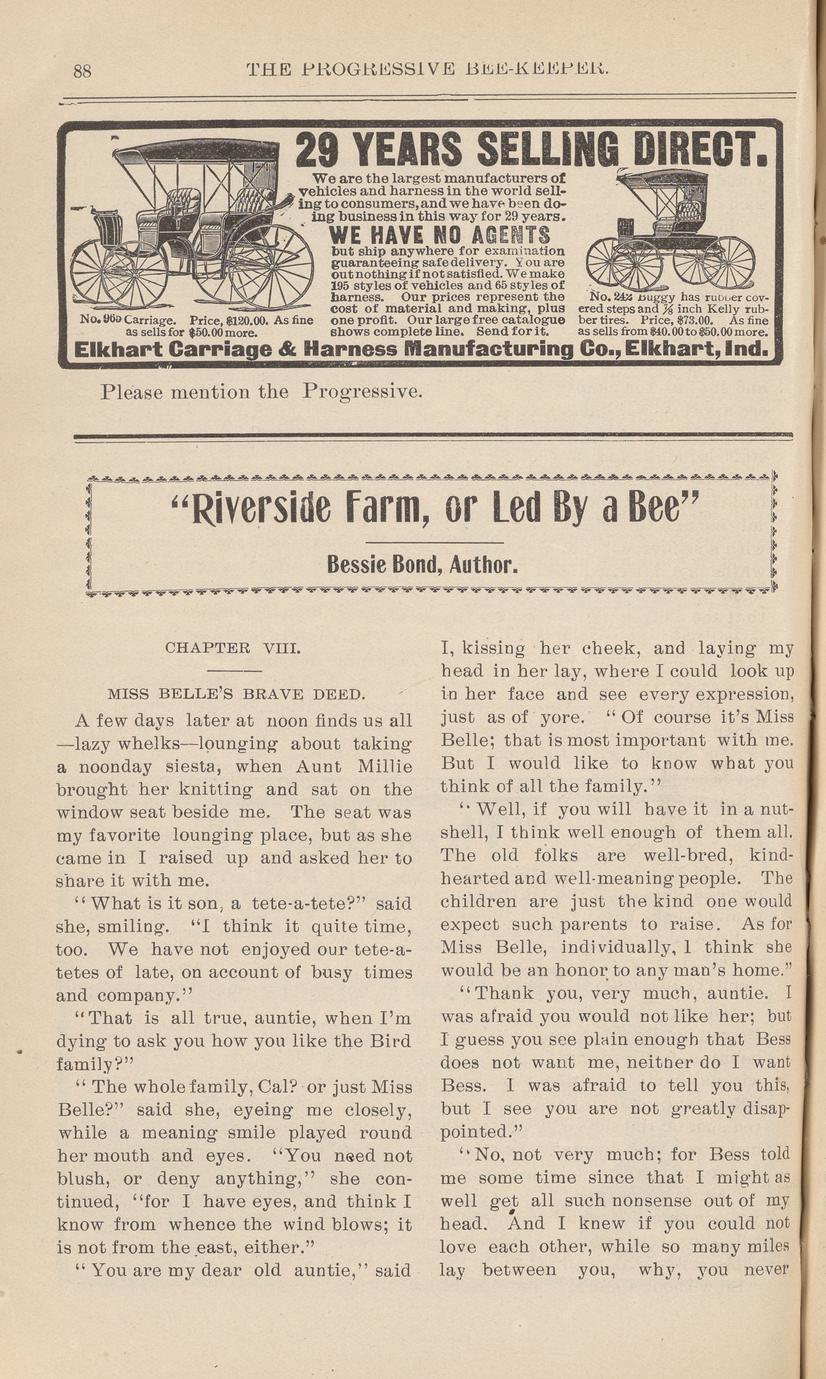 88
THE PROGRESSIVE BEE-KEEPER.
29 YEARS SELLING DIRECT.
We are the largest manufacturers of
vehicles and harness in the world sell-
ing to consumers, and we have been do-
ing business in this way for 29 years.
WE HAVE NO AGENTS
but ship anywhere for examination
guaranteeing safe delivery. You are
out nothing if not satisfied. We make
195 styles of vehicles and 65 styles of
harness. Our prices represent the
cost of material and making, plus
one profit. Our large free catalogue
shows complete line. Send for it.
No. 965 Carriage. Price, $120.00. As fine
as sells for $50.00 more.
No. 243 Buggy has rubber cov-
ered steps and ⅞ inch Kelly rub-
ber tires. Price, $73.00. As fine
as sells from $40.00 to $50.00 more.
Elkhart Carriage & Harness Manufacturing Co., Elkhart, Ind.
Please mention the Progressive.
"Riverside Farm, or Led By a Bee"
Bessie Bond, Author.
CHAPTER VIII.
MISS BELLE'S BRAVE DEED.
A few days later at noon finds us all
—lazy whelks—lounging about taking
a noonday siesta, when Aunt Millie
brought her knitting and sat on the
window seat beside me. The seat was
my favorite lounging place, but as she
came in I raised up and asked her to
share it with me.
"What is it son, a tete-a-tete?" said
she, smiling. "I think it quite time,
too. We have not enjoyed our tete-a-
tetes of late, on account of busy times
and company."
"That is all true, auntie, when I'm
dying to ask you how you like the Bird
family?"
"The whole family, Cal? or just Miss
Belle?" said she, eyeing me closely,
while a meaning smile played round
her mouth and eyes. "You need not
blush, or deny anything," she con-
tinued, "for I have eyes, and think I
know from whence the wind blows; it
is not from the east, either."
"You are my dear old auntie," said
I, kissing her cheek, and laying my
head in her lay, where I could look up
in her face and see every expression,
just as of yore. "Of course it's Miss
Belle; that is most important with me.
But I would like to know what you
think of all the family."
"Well, if you will have it in a nut-
shell, I think well enough of them all.
The old folks are well-bred, kind-
hearted and well-meaning people. The
children are just the kind one would
expect such parents to raise. As for
Miss Belle, individually, I think she
would be an honor to any man's home."
"Thank you, very much, auntie. I
was afraid you would not like her; but
I guess you see plain enough that Bess
does not want me, neither do I want
Bess. I was afraid to tell you this,
but I see you are not greatly disap-
pointed."
"No, not very much; for Bess told
me some time since that I might as
well get all such nonsense out of my
head. And I knew if you could not
love each other, while so many miles
lay between you, why, you never